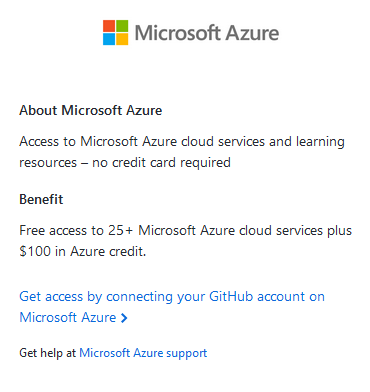 Microsoft Azure
About Microsoft Azure
Access to Microsoft Azure cloud services and learning
resources – no credit card required
Benefit
Free access to 25+ Microsoft Azure cloud services plus
$100 in Azure credit.
Get access by connecting your GitHub account on
Microsoft Azure
Get help at Microsoft Azure support